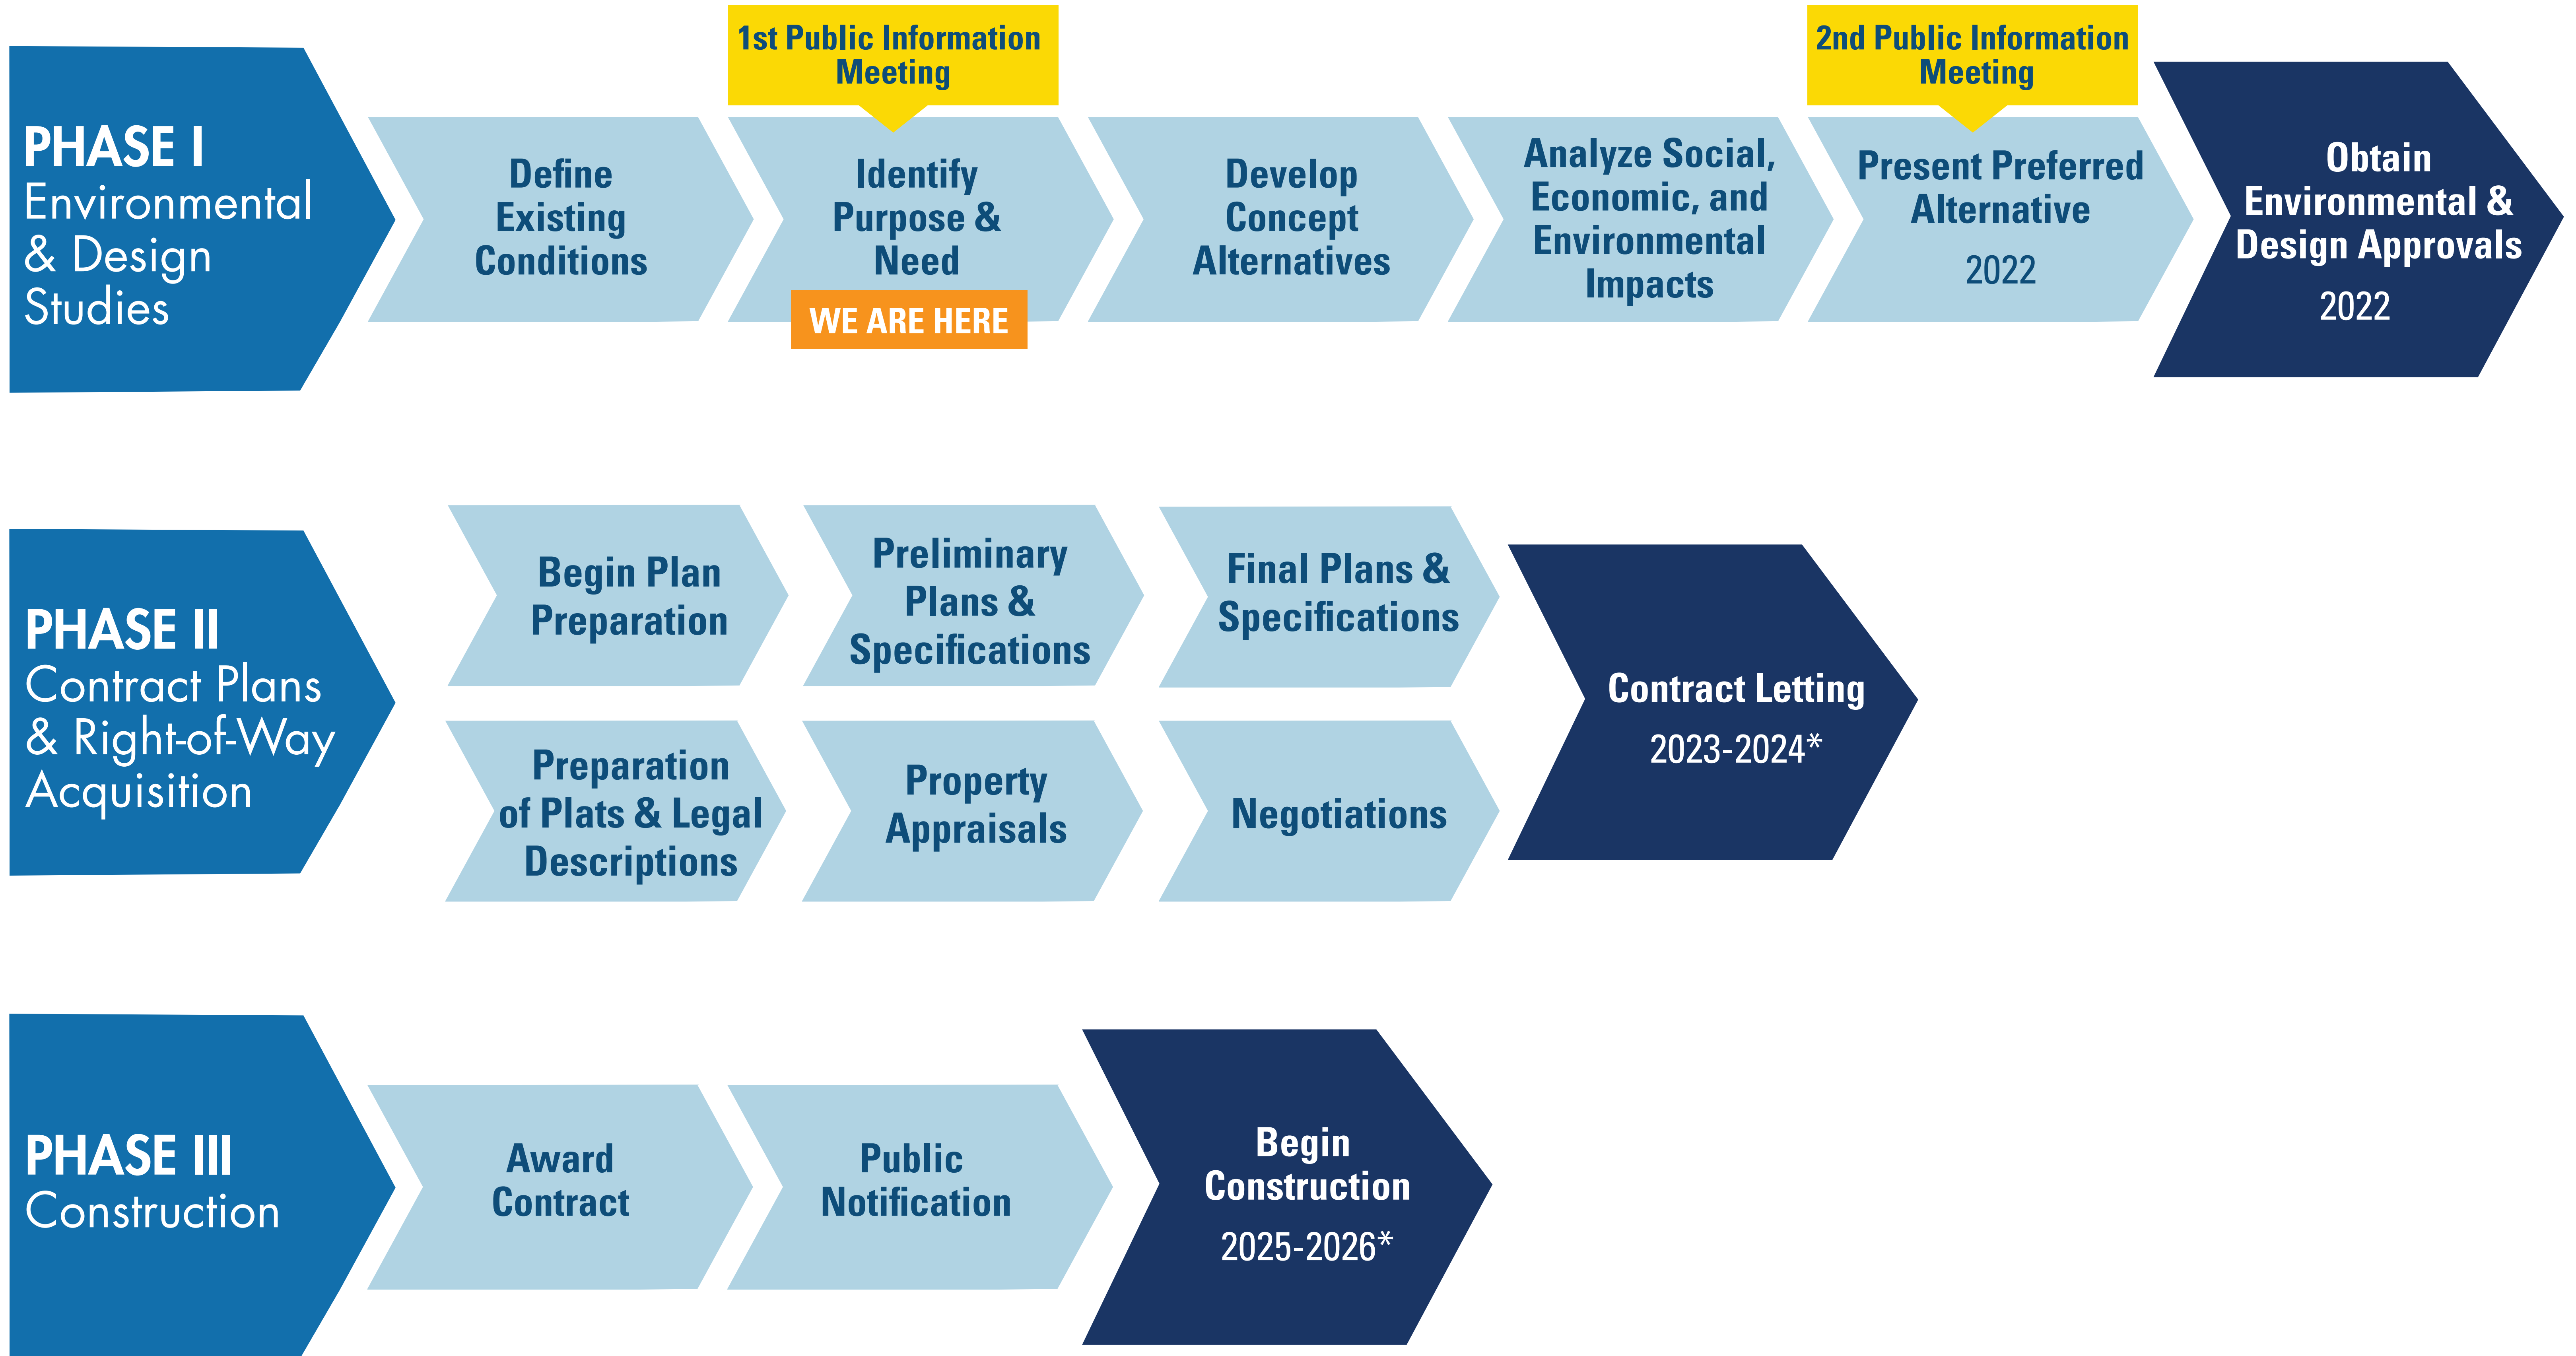 PHASE I
Environmental
& Design
Studies
Define
Existing
Conditions
1st Public Information
Meeting
Identify
Purpose &
Need
WE ARE HERE
Develop
Concept
Alternatives
Analyze Social,
Economic, and
Environmental
Impacts
2nd Public Information
Meeting
Present Preferred
Alternative
2022
Obtain
Environmental &
Design Approvals
2022
PHASE II
Contract Plans
& Right-of-Way
Acquisition
Begin Plan
Preparation
Preliminary
Plans &
Specifications
Final Plans &
Specifications
Preparation
of Plats & Legal
Descriptions
Property
Appraisals
Negotiations
Contract Letting
2023-2024*
PHASE III
Construction
Award
Contract
Public
Notification
Begin
Construction
2025-2026*